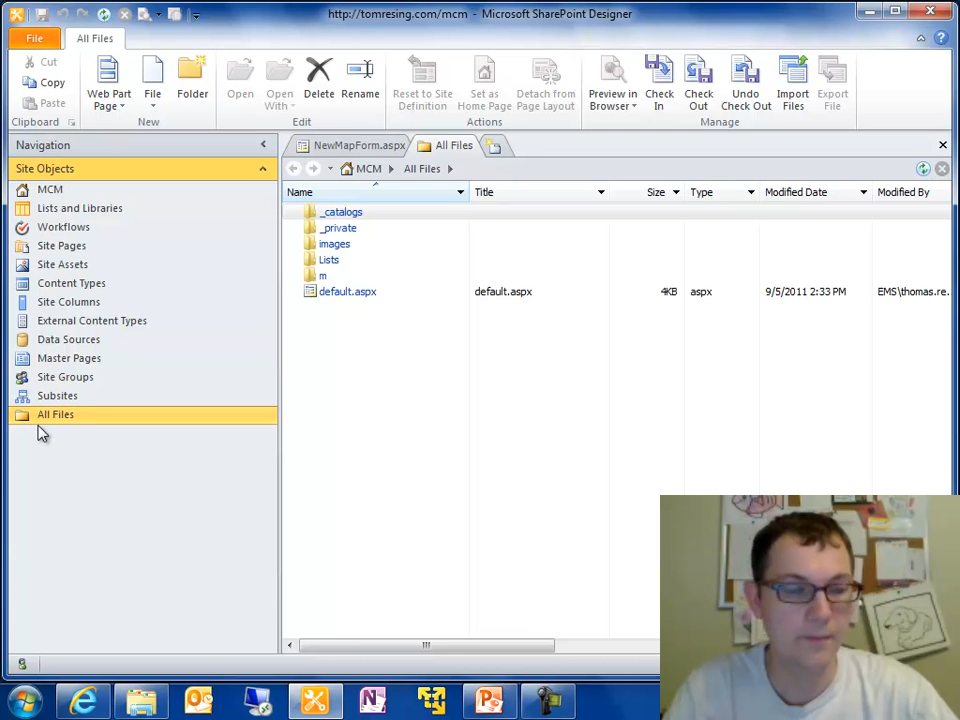 http://tomresing.com/mcm - Microsoft SharePoint Designer
File
All Files
Cut
Copy
Paste
Clipboard
Web Part Page
File
Folder
New
Open
Open With
Delete
Rename
Edit
Reset to Site Definition
Set as Home Page
Detach from Page Layout
Actions
Preview in Browser
Check In
Check Out
Undo Check Out
Import Files
Export File
Manage
Navigation
NewMapForm.aspx
All Files
Site Objects
MCM
All Files
MCM
Lists and Libraries
Workflows
Site Pages
Site Assets
Content Types
Site Columns
External Content Types
Data Sources
Master Pages
Site Groups
Subsites
All Files
Name Title Size Type Modified Date Modified By
_catalogs
_private
images
Lists
m
default.aspx default.aspx 4KB aspx 9/5/2011 2:33 PM EMS\thomas.re.